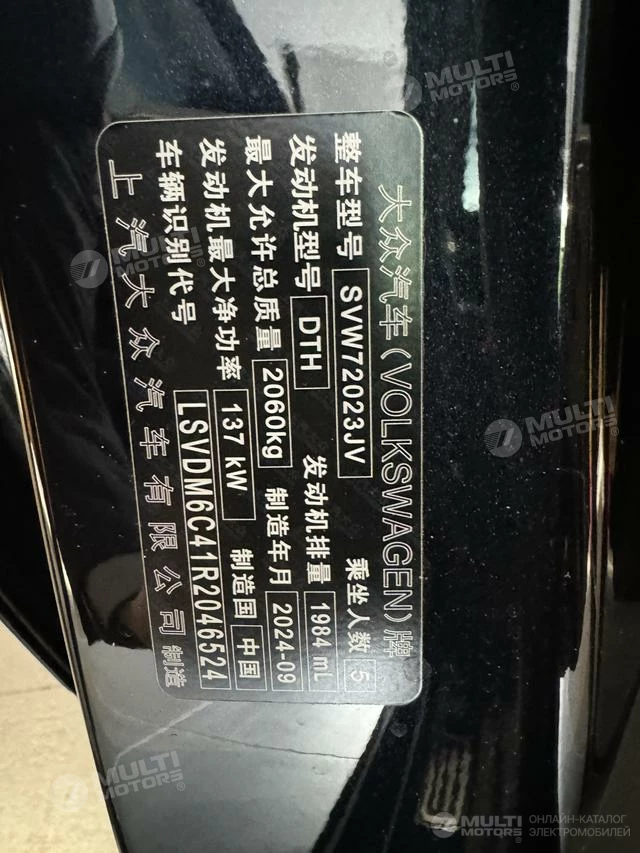 大众汽车(VOLKSWAGEN)牌
整车型号 SVW72023JV 乘坐人数 5
发动机型号 DTH 发动机排量 1984 mL
最大允许总质量 2060kg 制造年月 2024-09
发动机最大净功率 137 kW 制造国 中国
车辆识别代号 LSVDM6C41R2046524
上汽大众汽车有限公司 制造
MULTI
MOTORS®
MULTI
MOTORS®
MULTI
MOTORS®
MULTI
MOTORS®
MULTI
MOTORS®
ОНЛАЙН-КАТАЛОГ
ЭЛЕКТРОМОБИЛЕЙ